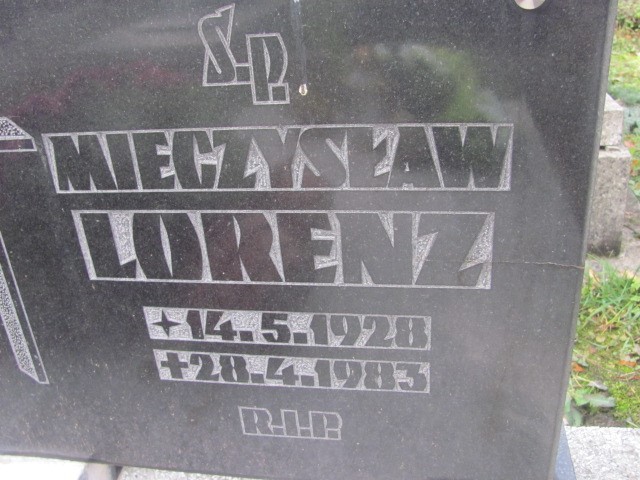 Ś.P.
MIECZYSŁAW
LORENZ
✦14.5.1928
+28.4.1983
R.I.P.